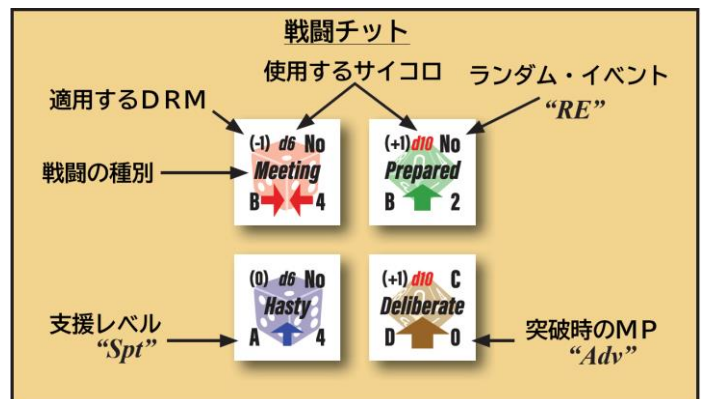 戦闘チット
使用するサイコロ
ランダム・イベント
“RE”
適用するＤＲＭ
戦闘の種別
(-1) d6 No
Meeting
B 4
(+1) d10 No
Prepared
B 2
(0) d6 No
Hasty
A 4
(+1) d10 C
Deliberate
D 0
支援レベル
“Spt”
突破時のＭＰ
“Adv”